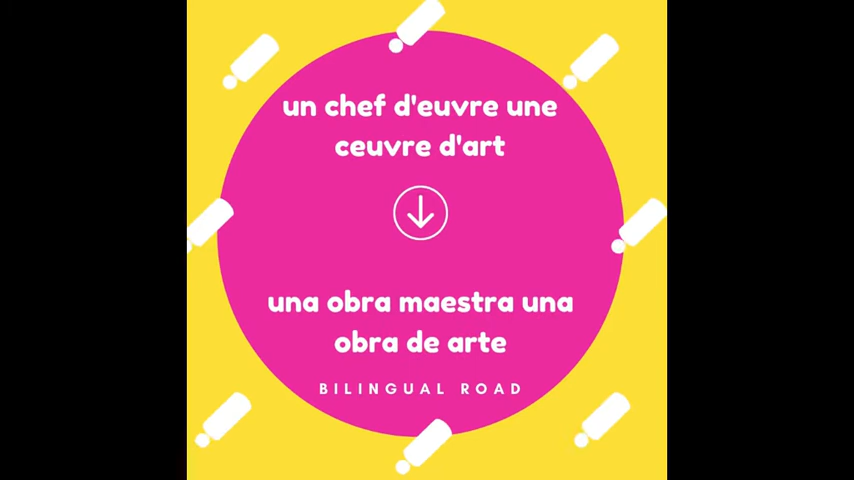 un chef d'euvre une
ceuvre d'art
una obra maestra una
obra de arte
BILINGUAL ROAD